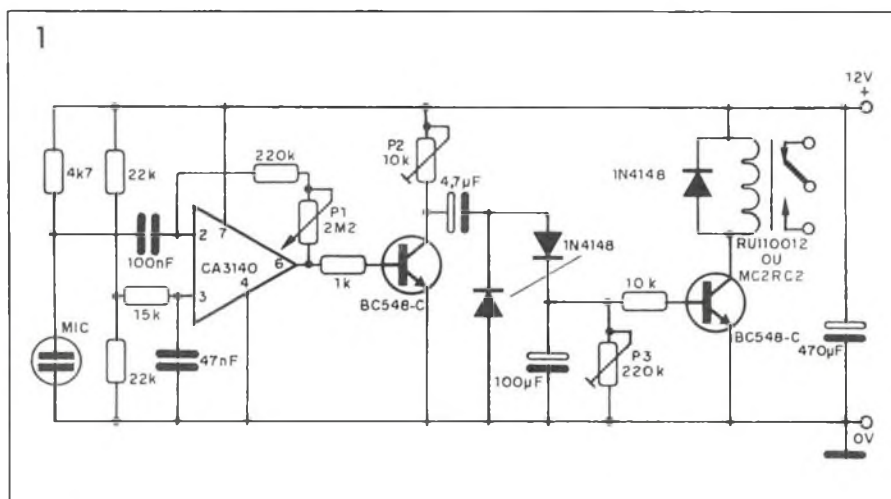 1
12V
+
P2
10k
220k
4k7
22k
4,7µF
1N4148
P1
2M2
2
7
6
100nF
CA3140
4
3
1k
1N4148
RU110012
OU
MC2RC2
BC548-C
15k
10k
MIC
BC548-C
47nF
22k
P3
220k
100µF
470µF
0V